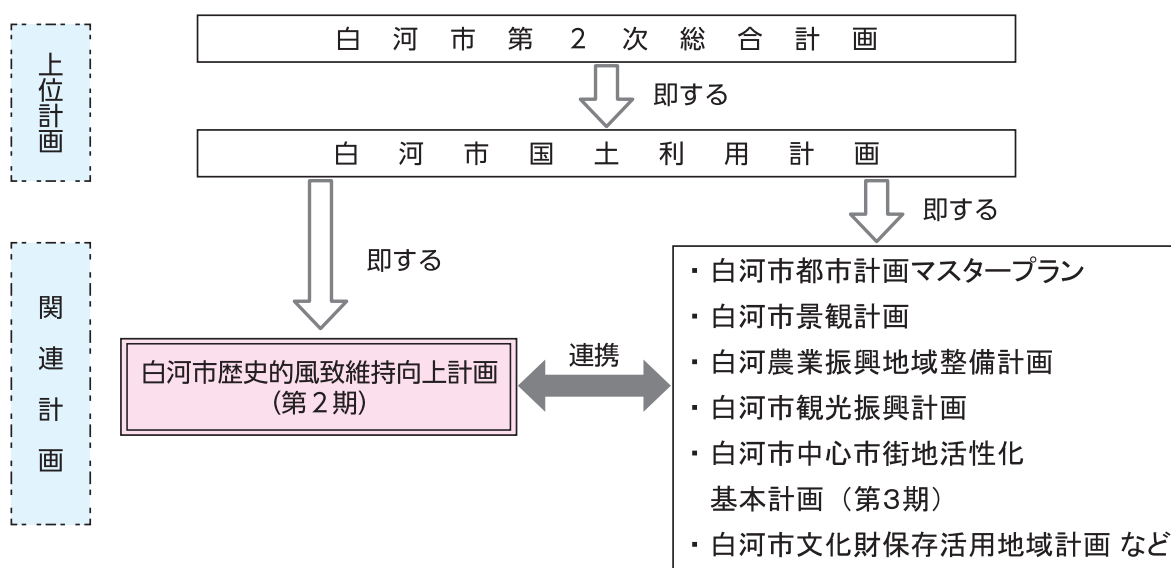 上位計画
白河市第２次総合計画
即する
白河市国土利用計画
即する
即する
関連計画
白河市歴史的風致維持向上計画
（第２期）
連携
・白河市都市計画マスタープラン
・白河市景観計画
・白河農業振興地域整備計画
・白河市観光振興計画
・白河市中心市街地活性化
基本計画（第3期）
・白河市文化財保存活用地域計画 など